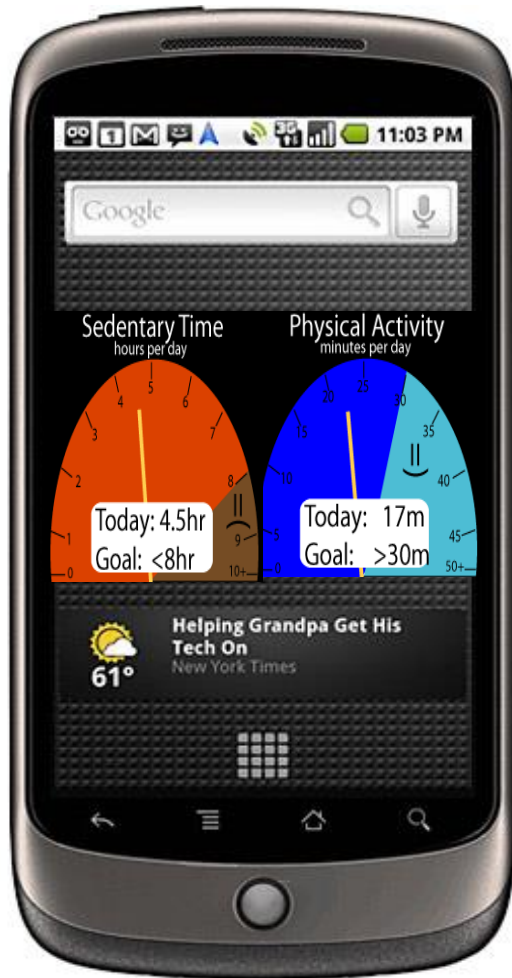 3G
1
11:03 PM
Google
Sedentary Time
hours per day
Physical Activity
minutes per day
0
1
2
3
4
5
6
7
8
9
10+
Today: 4.5hr
Goal: <8hr
0
5
10
15
20
25
30
35
40
45
50+
Today: 17m
Goal: >30m
61°
Helping Grandpa Get His
Tech On
New York Times